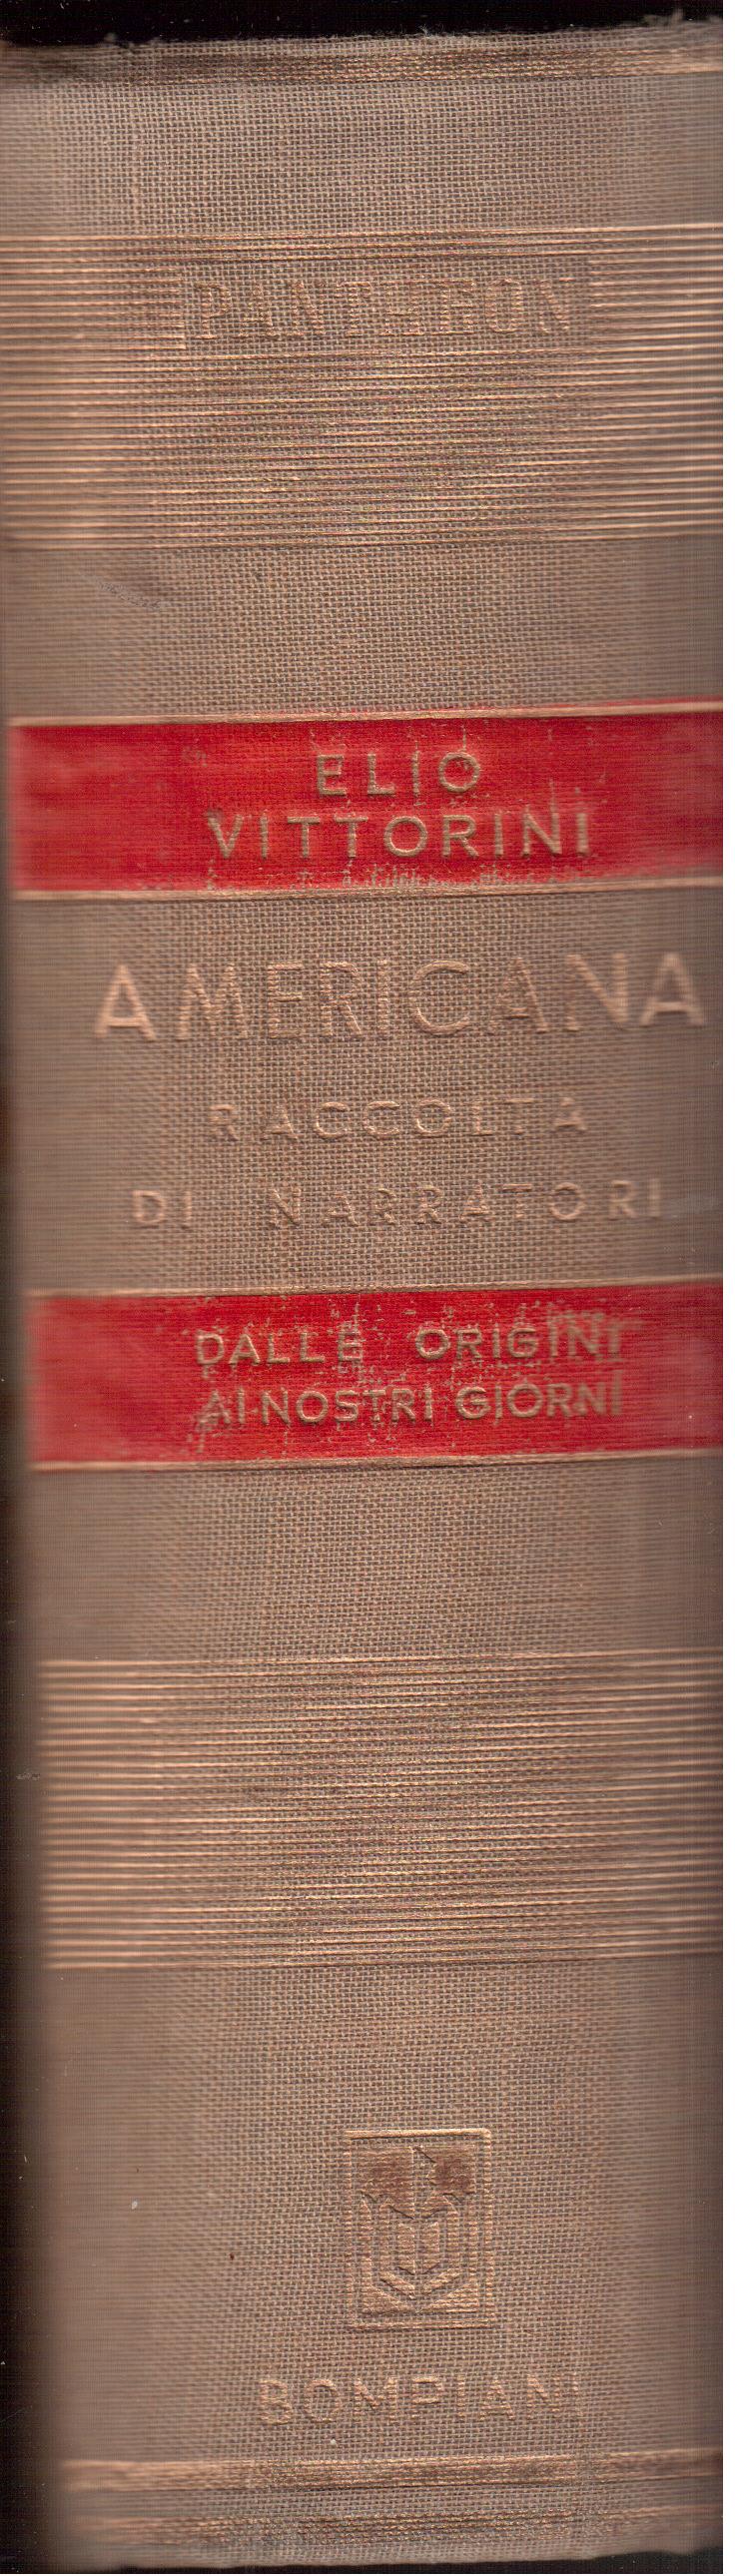 PANTHEON
ELIO
VITTORINI
AMERICANA
RACCOLTA
DI NARRATORI
DALLE ORIGINI
AI NOSTRI GIORNI
BOMPIANI